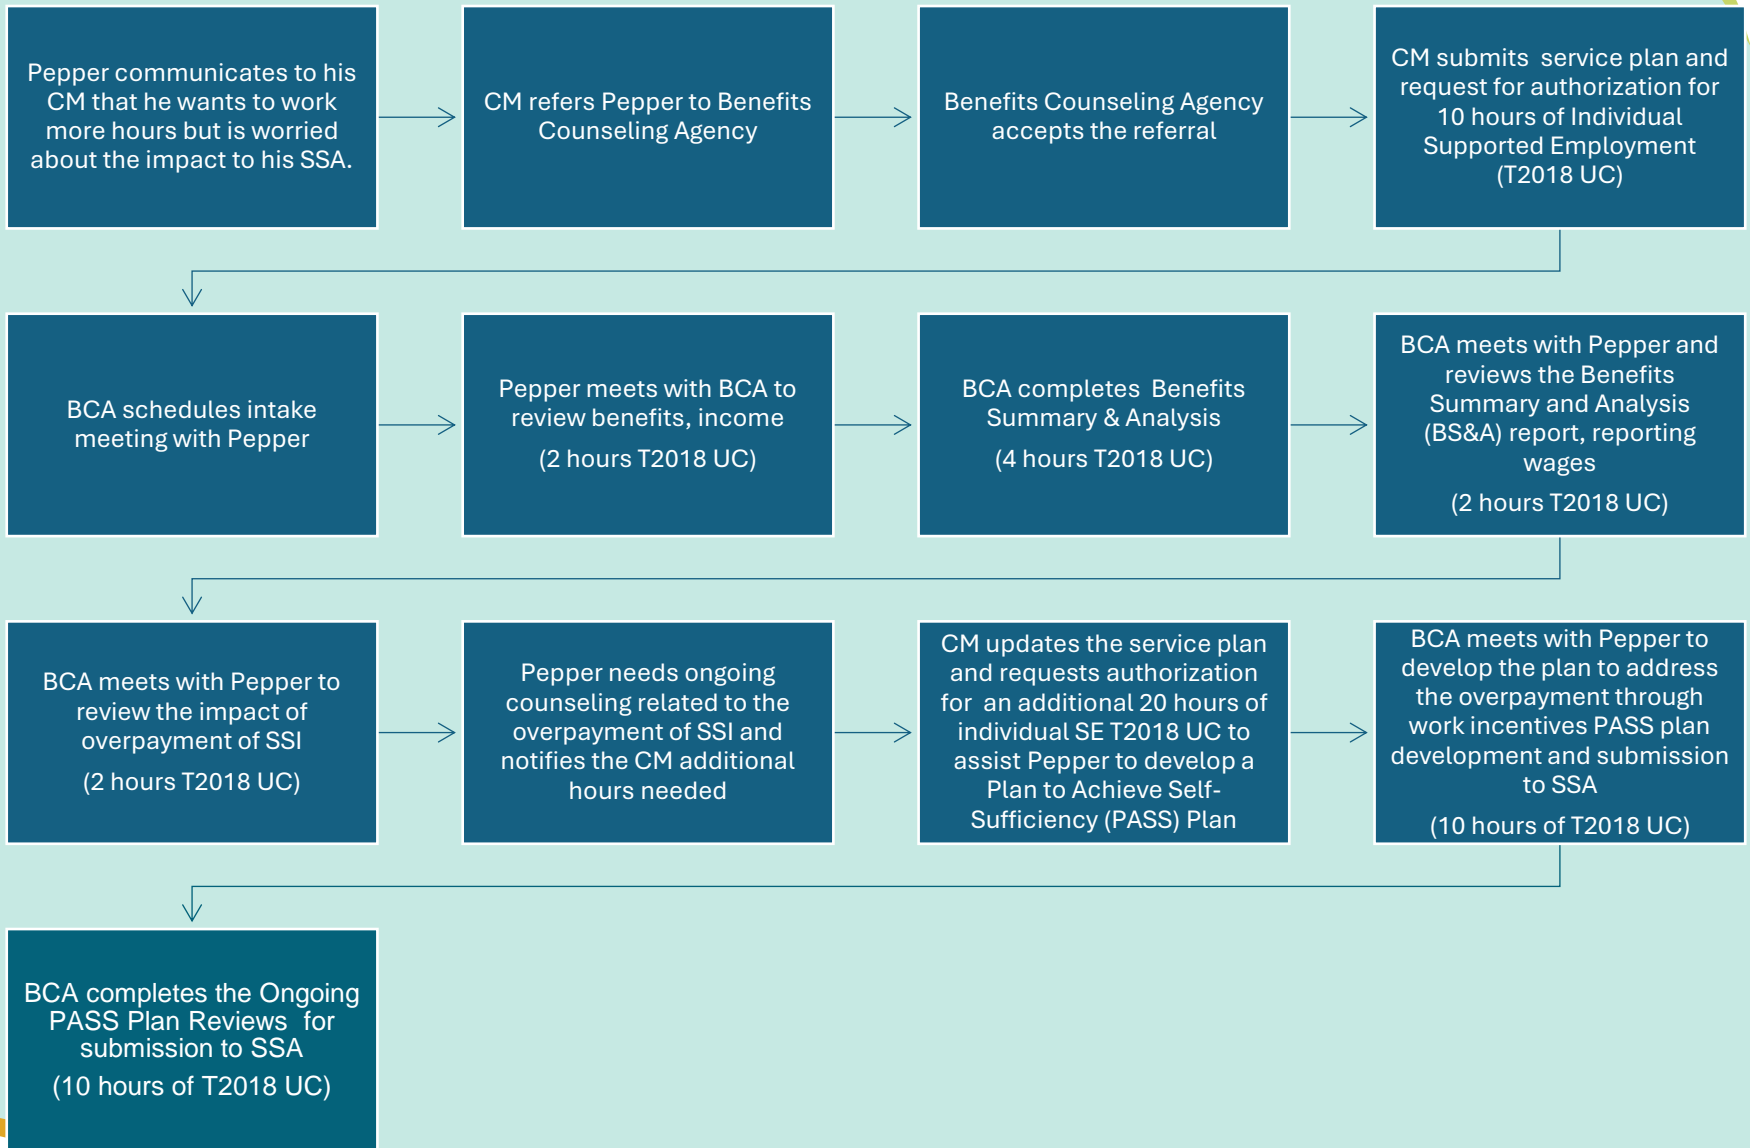 Pepper communicates to his
CM that he wants to work
more hours but is worried
about the impact to his SSA.
CM refers Pepper to Benefits
Counseling Agency
Benefits Counseling Agency
accepts the referral
CM submits  service plan and
request for authorization for
10 hours of Individual
Supported Employment
(T2018 UC)
BCA schedules intake
meeting with Pepper
Pepper meets with BCA to
review benefits, income
(2 hours T2018 UC)
BCA completes  Benefits
Summary & Analysis
(4 hours T2018 UC)
BCA meets with Pepper and
reviews the Benefits
Summary and Analysis
(BS&A) report, reporting
wages
(2 hours T2018 UC)
BCA meets with Pepper to
review the impact of
overpayment of SSI
(2 hours T2018 UC)
Pepper needs ongoing
counseling related to the
overpayment of SSI and
notifies the CM additional
hours needed
CM updates the service plan
and requests authorization
for  an additional 20 hours of
individual SE T2018 UC to
assist Pepper to develop a
Plan to Achieve Self-
Sufficiency (PASS) Plan
BCA meets with Pepper to
develop the plan to address
the overpayment through
work incentives PASS plan
development and submission
to SSA
(10 hours of T2018 UC)
BCA completes the Ongoing
PASS Plan Reviews  for
submission to SSA
(10 hours of T2018 UC)